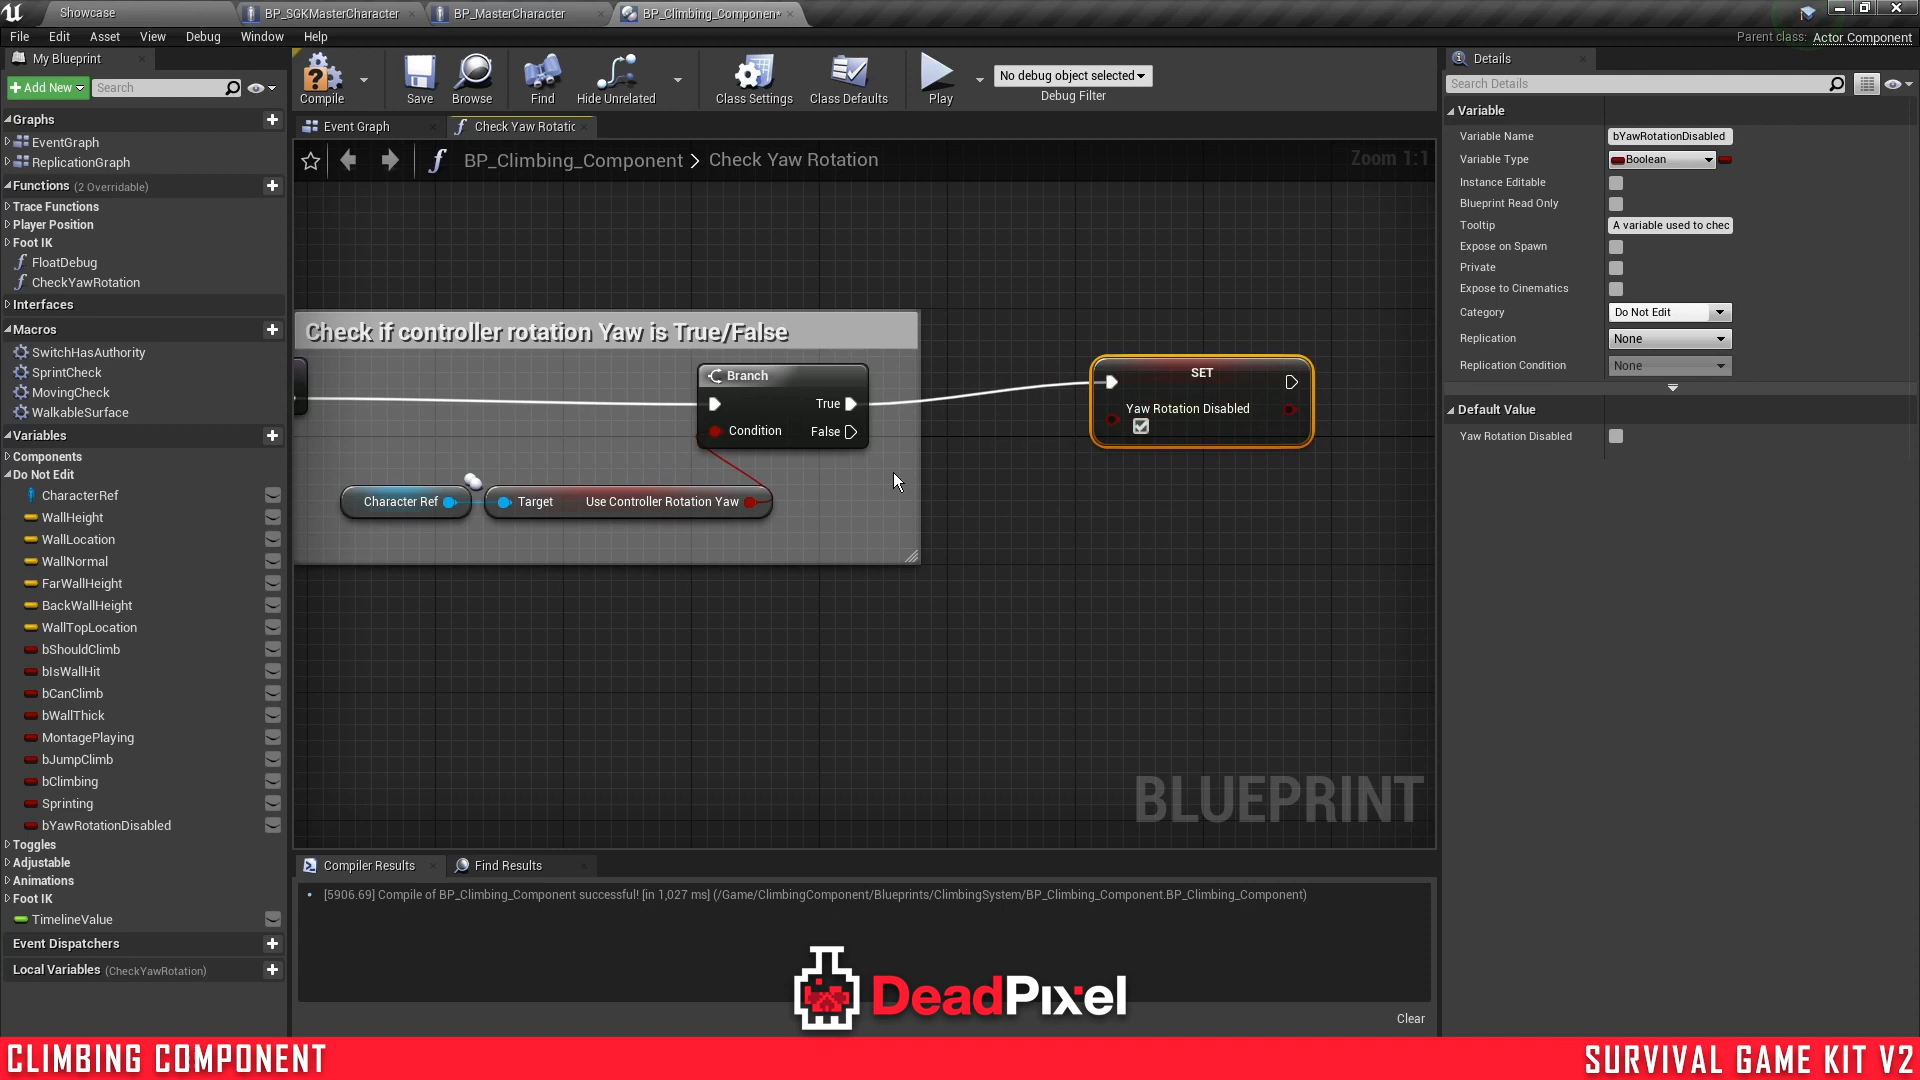 Showcase
BP_SGKMasterCharacter
BP_MasterCharacter
BP_Climbing_Componen*
File Edit Asset View Debug Window Help
Parent class: Actor Component
My Blueprint
Add New
Search
Compile
Save
Browse
Find
Hide Unrelated
Class Settings
Class Defaults
Play
No debug object selected
Debug Filter
Event Graph
Check Yaw Rotatic
BP_Climbing_Component > Check Yaw Rotation
Zoom 1:1
Graphs
EventGraph
ReplicationGraph
Functions (2 Overridable)
Trace Functions
Player Position
Foot IK
FloatDebug
CheckYawRotation
Interfaces
Macros
SwitchHasAuthority
SprintCheck
MovingCheck
WalkableSurface
Variables
Components
Do Not Edit
CharacterRef
WallHeight
WallLocation
WallNormal
FarWallHeight
BackWallHeight
WallTopLocation
bShouldClimb
bIsWallHit
bCanClimb
bWallThick
MontagePlaying
bJumpClimb
bClimbing
Sprinting
bYawRotationDisabled
Toggles
Adjustable
Animations
Foot IK
TimelineValue
Event Dispatchers
Local Variables (CheckYawRotation)
Check if controller rotation Yaw is True/False
Branch
True
Condition
False
Character Ref
Target
Use Controller Rotation Yaw
SET
Yaw Rotation Disabled
BLUEPRINT
Compiler Results
Find Results
[5906.69] Compile of BP_Climbing_Component successful! [in 1,027 ms] (/Game/ClimbingComponent/Blueprints/ClimbingSystem/BP_Climbing_Component.BP_Climbing_Component)
Clear
Details
Search Details
Variable
Variable Name bYawRotationDisabled
Variable Type Boolean
Instance Editable
Blueprint Read Only
Tooltip A variable used to chec
Expose on Spawn
Private
Expose to Cinematics
Category Do Not Edit
Replication None
Replication Condition None
Default Value
Yaw Rotation Disabled
DeadPixel
CLIMBING COMPONENT
SURVIVAL GAME KIT V2